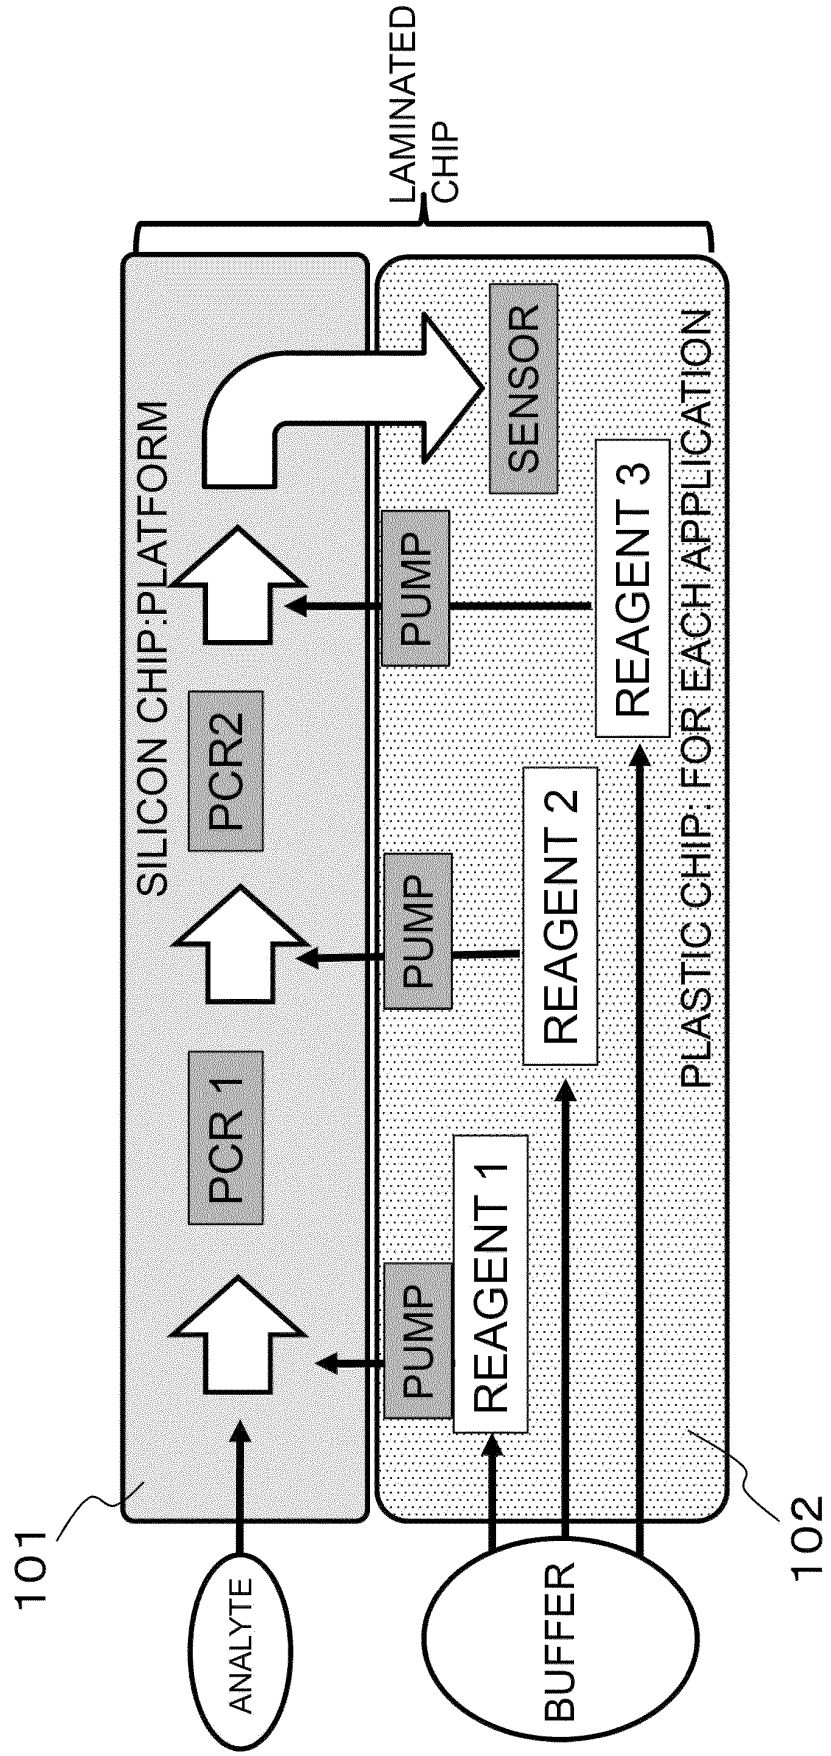 101
SILICON CHIP:PLATFORM
ANALYTE
PCR 1
PCR2
LAMINATED
CHIP
PUMP
PUMP
PUMP
SENSOR
BUFFER
REAGENT 1
REAGENT 2
REAGENT 3
PLASTIC CHIP: FOR EACH APPLICATION
102